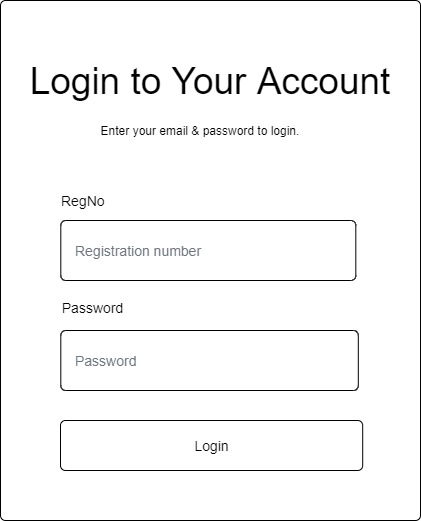 Login to Your Account
Enter your email & password to login.
RegNo
Registration number
Password
Password
Login